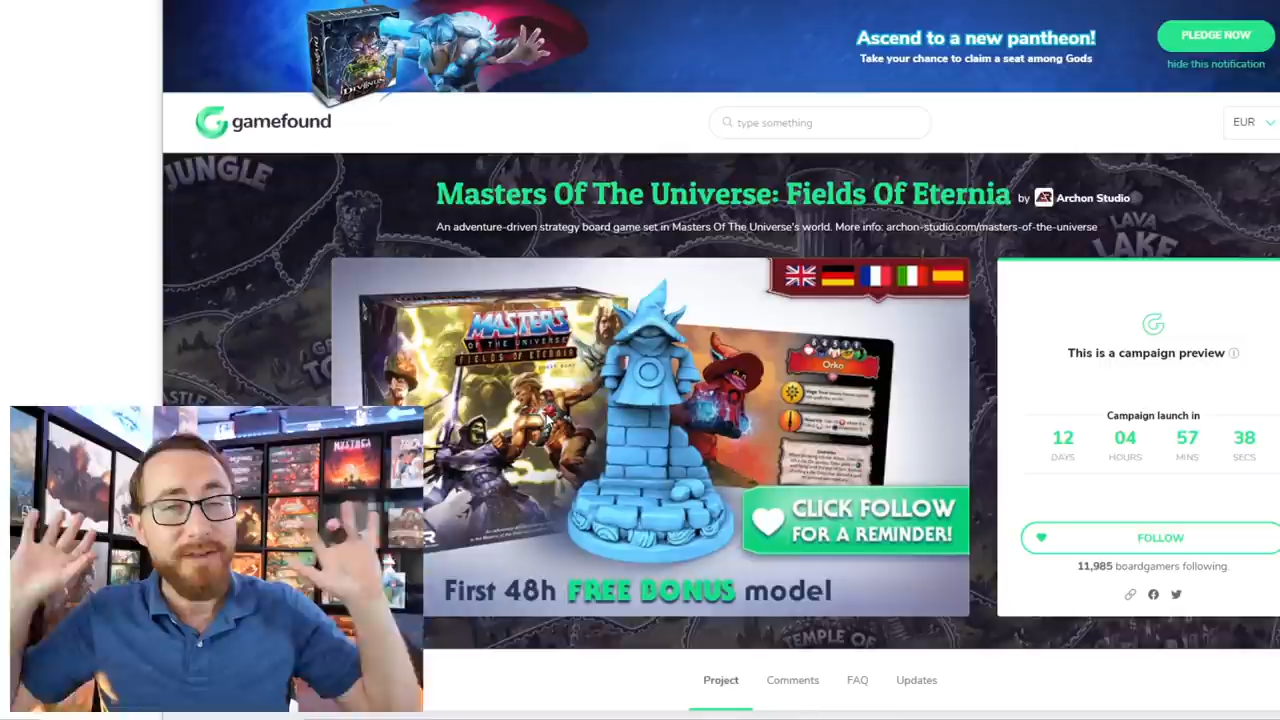 Ascend to a new pantheon!
Take your chance to claim a seat among Gods
PLEDGE NOW
hide this notification
DIVINUS
gamefound
type something
EUR
JUNGLE
Masters Of The Universe: Fields Of Eternia by Archon Studio
An adventure-driven strategy board game set in Masters Of The Universe's world. More info: archon-studio.com/masters-of-the-universe
LAVA
LAKE
MASTERS
OF THE UNIVERSE
FIELDS OF ETERNIA
Orko
CLICK FOLLOW
FOR A REMINDER!
First 48h FREE BONUS model
This is a campaign preview
Campaign launch in
12 04 57 38
DAYS HOURS MINS SECS
FOLLOW
11,985 boardgamers following.
TEMPLE OF
MYTHICA
Project Comments FAQ Updates